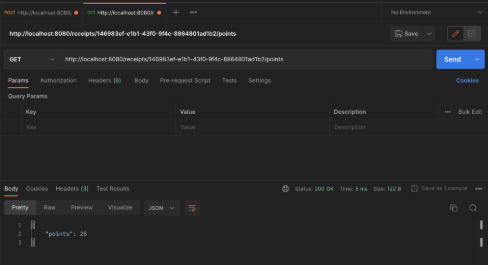 POST http://localhost:8080/
GET http://localhost:8080/r
No Environment
http://localhost:8080/receipts/146983ef-e1b1-43f0-9f4c-8864801ad1b2/points
Save
GET
http://localhost:8080/receipts/146983ef-e1b1-43f0-9f4c-8864801ad1b2/points
Send
Params Authorization Headers (6) Body Pre-request Script Tests Settings Cookies
Query Params
Key Value Description Bulk Edit
Key Value Description
Body Cookies Headers (3) Test Results Status: 200 OK Time: 5 ms Size: 122 B Save as Example
Pretty Raw Preview Visualize JSON
1 {
2 "points": 28
3 }